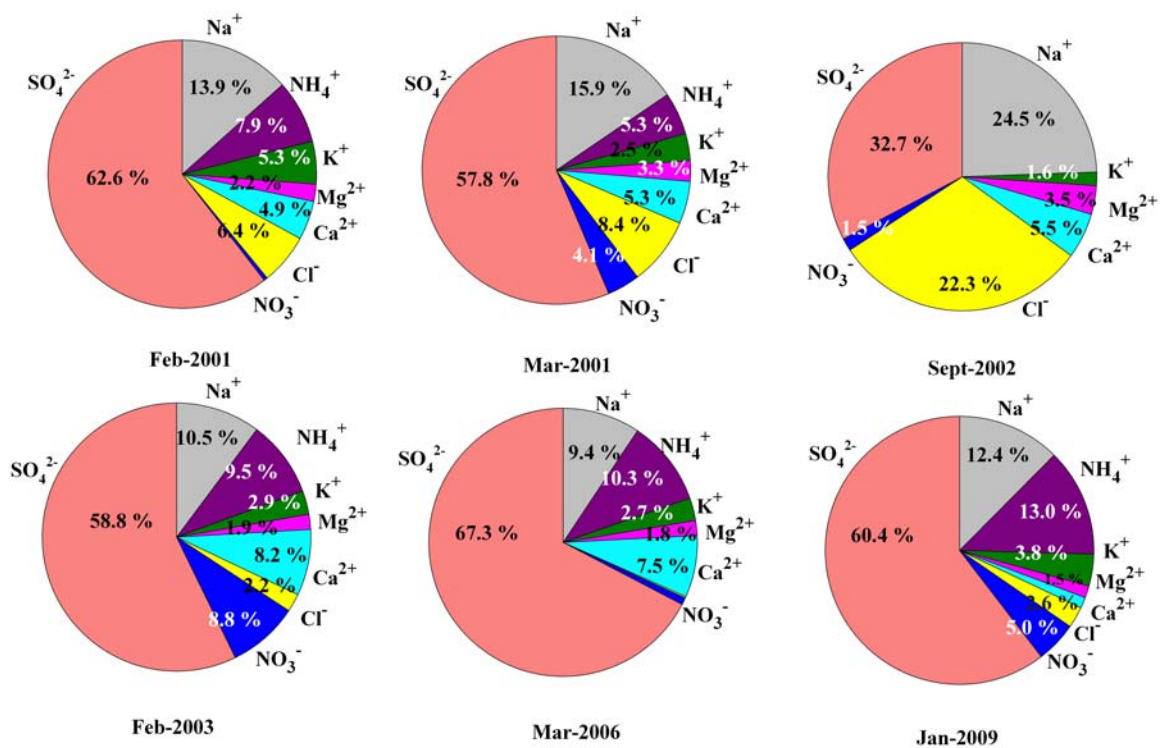 Na⁺
SO₄²⁻
13.9 %
NH₄⁺
7.9 %
5.3 %
K⁺
2.2 %
Mg²⁺
62.6 %
4.9 %
Ca²⁺
6.4 %
Cl⁻
NO₃⁻
Feb-2001
Na⁺
SO₄²⁻
15.9 %
NH₄⁺
5.3 %
K⁺
2.5 %
3.3 %
Mg²⁺
57.8 %
5.3 %
Ca²⁺
8.4 %
4.1 %
Cl⁻
NO₃⁻
Mar-2001
Na⁺
SO₄²⁻
24.5 %
32.7 %
1.6 %
K⁺
3.5 %
Mg²⁺
1.5 %
5.5 %
Ca²⁺
NO₃⁻
22.3 %
Cl⁻
Sept-2002
Na⁺
10.5 %
NH₄⁺
SO₄²⁻
9.5 %
K⁺
2.9 %
58.8 %
1.9 %
Mg²⁺
8.2 %
Ca²⁺
2.2 %
Cl⁻
8.8 %
NO₃⁻
Feb-2003
Na⁺
9.4 %
NH₄⁺
SO₄²⁻
10.3 %
K⁺
2.7 %
67.3 %
1.8 %
Mg²⁺
7.5 %
Ca²⁺
NO₃⁻
Mar-2006
Na⁺
12.4 %
NH₄⁺
SO₄²⁻
13.0 %
60.4 %
3.8 %
K⁺
1.5 %
Mg²⁺
2.6 %
Ca²⁺
5.0 %
Cl⁻
NO₃⁻
Jan-2009